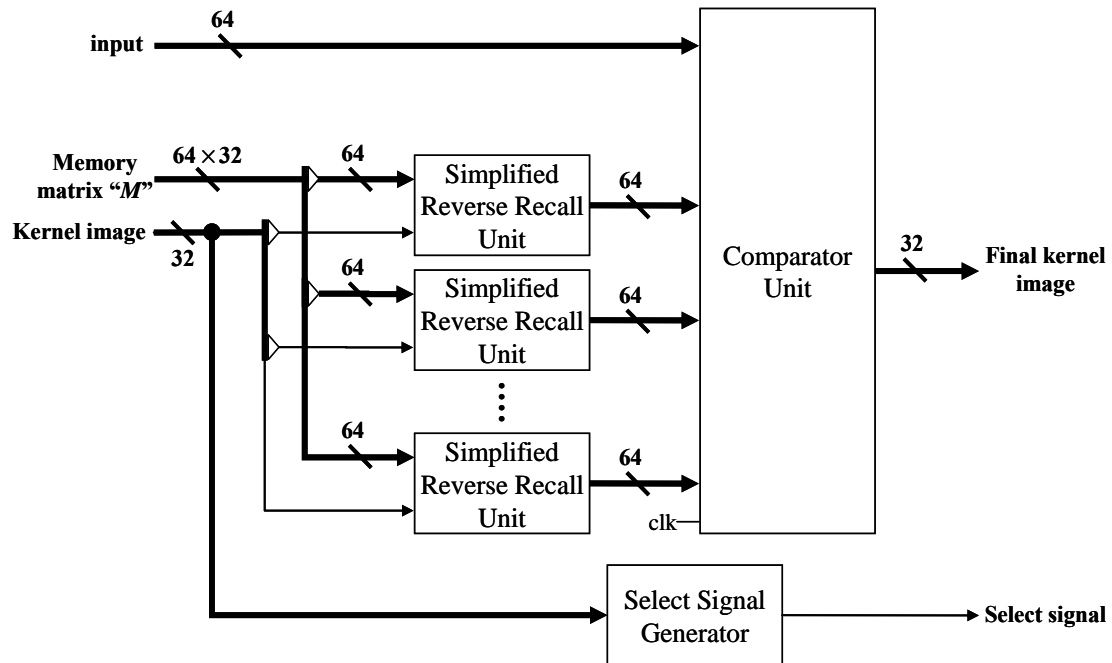 64
input
Memory
matrix “M”
64 × 32
64
Simplified
Reverse Recall
Unit
64
Kernel image
32
64
Simplified
Reverse Recall
Unit
64
Comparator
Unit
32
Final kernel
image
64
Simplified
Reverse Recall
Unit
64
clk
Select Signal
Generator
Select signal